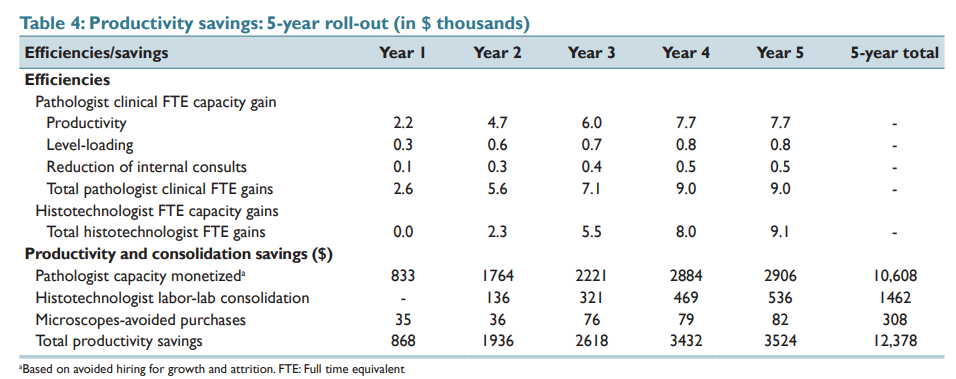 Table 4: Productivity savings: 5-year roll-out (in $ thousands)
Efficiencies/savings Year 1 Year 2 Year 3 Year 4 Year 5 5-year total
Efficiencies
Pathologist clinical FTE capacity gain
Productivity 2.2 4.7 6.0 7.7 7.7 -
Level-loading 0.3 0.6 0.7 0.8 0.8 -
Reduction of internal consults 0.1 0.3 0.4 0.5 0.5 -
Total pathologist clinical FTE gains 2.6 5.6 7.1 9.0 9.0 -
Histotechnologist FTE capacity gains
Total histotechnologist FTE gains 0.0 2.3 5.5 8.0 9.1 -
Productivity and consolidation savings ($)
Pathologist capacity monetizedᵃ 833 1764 2221 2884 2906 10,608
Histotechnologist labor-lab consolidation - 136 321 469 536 1462
Microscopes-avoided purchases 35 36 76 79 82 308
Total productivity savings 868 1936 2618 3432 3524 12,378
ᵃBased on avoided hiring for growth and attrition. FTE: Full time equivalent